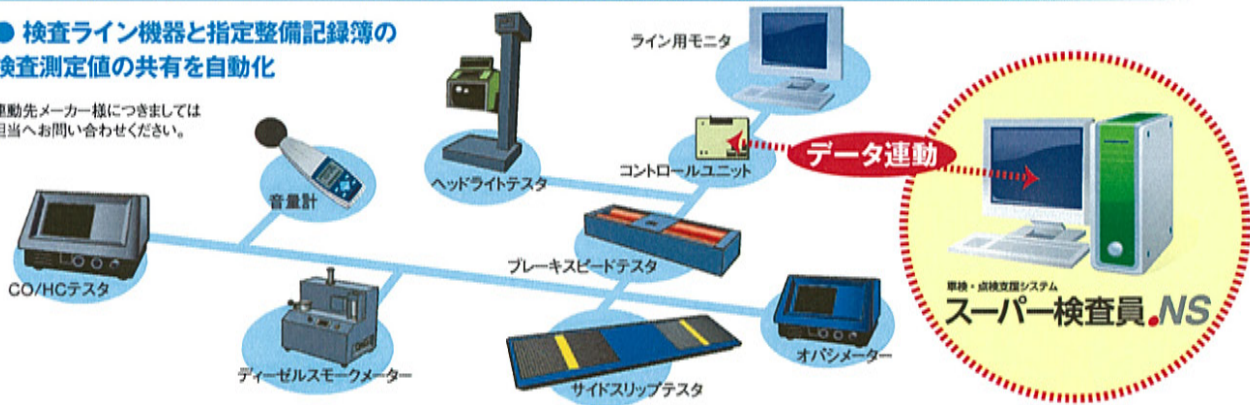 ● 検査ライン機器と指定整備記録簿の
検査測定値の共有を自動化
連動先メーカー様につきましては
担当へお問い合わせください。
ライン用モニタ
ヘッドライトテスタ
コントロールユニット
データ連動
音量計
CO/HCテスタ
ブレーキスピードテスタ
ディーゼルスモークメーター
サイドスリップテスタ
オパシメーター
車検・点検支援システム
スーパー検査員.NS